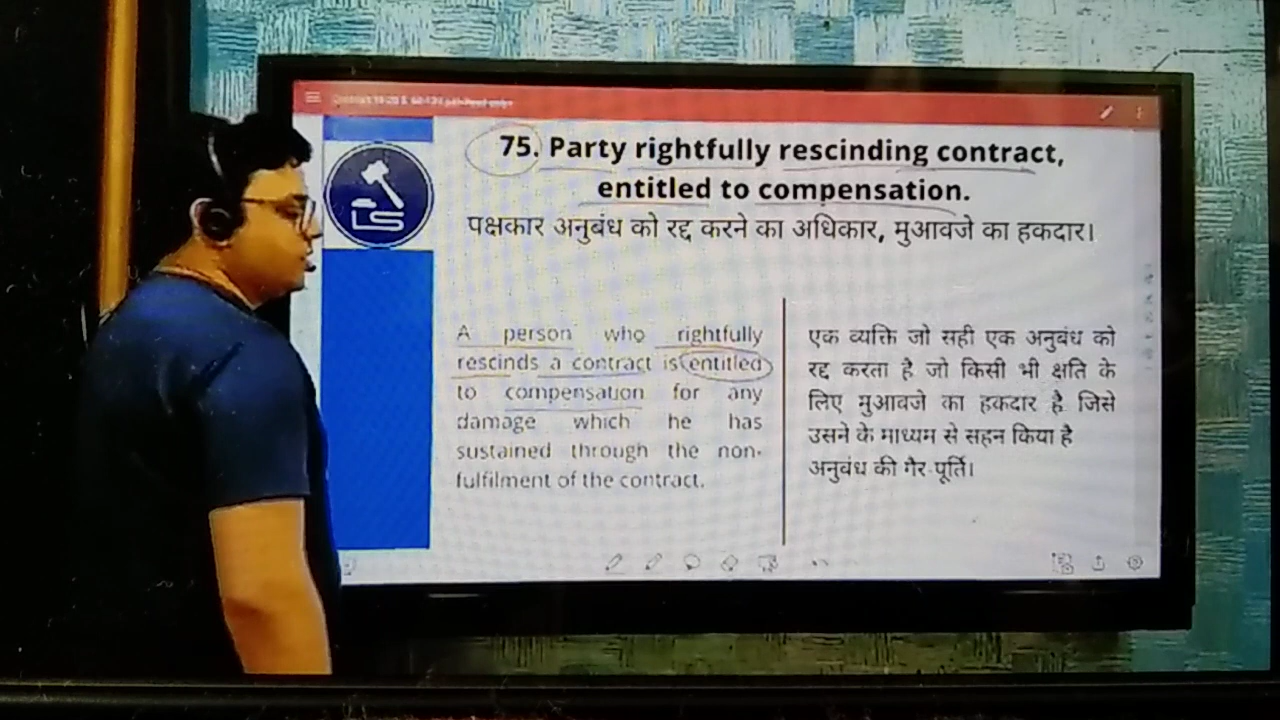 75. Party rightfully rescinding contract,
entitled to compensation.
पक्षकार अनुबंध को रद्द करने का अधिकार, मुआवजे का हकदार।
A person who rightfully
rescinds a contract is entitled
to compensation for any
damage which he has
sustained through the non-
fulfilment of the contract.
एक व्यक्ति जो सही एक अनुबंध को
रद्द करता है जो किसी भी क्षति के
लिए मुआवजे का हकदार है जिसे
उसने के माध्यम से सहन किया है
अनुबंध की गैर-पूर्ति।
LS